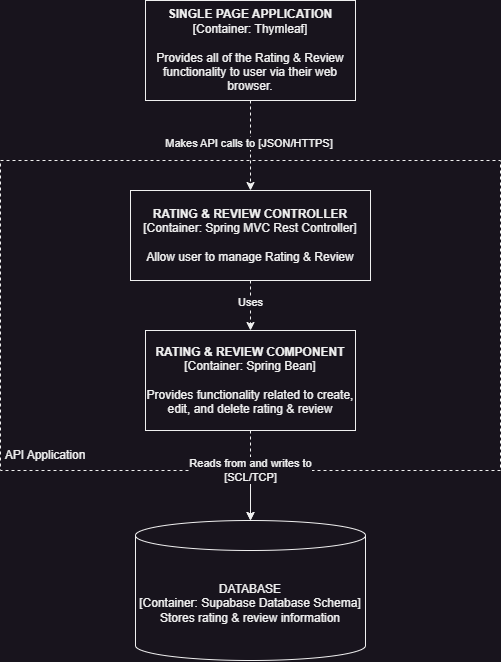 SINGLE PAGE APPLICATION
[Container: Thymleaf]
Provides all of the Rating & Review
functionality to user via their web
browser.
Makes API calls to [JSON/HTTPS]
RATING & REVIEW CONTROLLER
[Container: Spring MVC Rest Controller]
Allow user to manage Rating & Review
Uses
RATING & REVIEW COMPONENT
[Container: Spring Bean]
Provides functionality related to create,
edit, and delete rating & review
API Application
Reads from and writes to
[SCL/TCP]
DATABASE
[Container: Supabase Database Schema]
Stores rating & review information